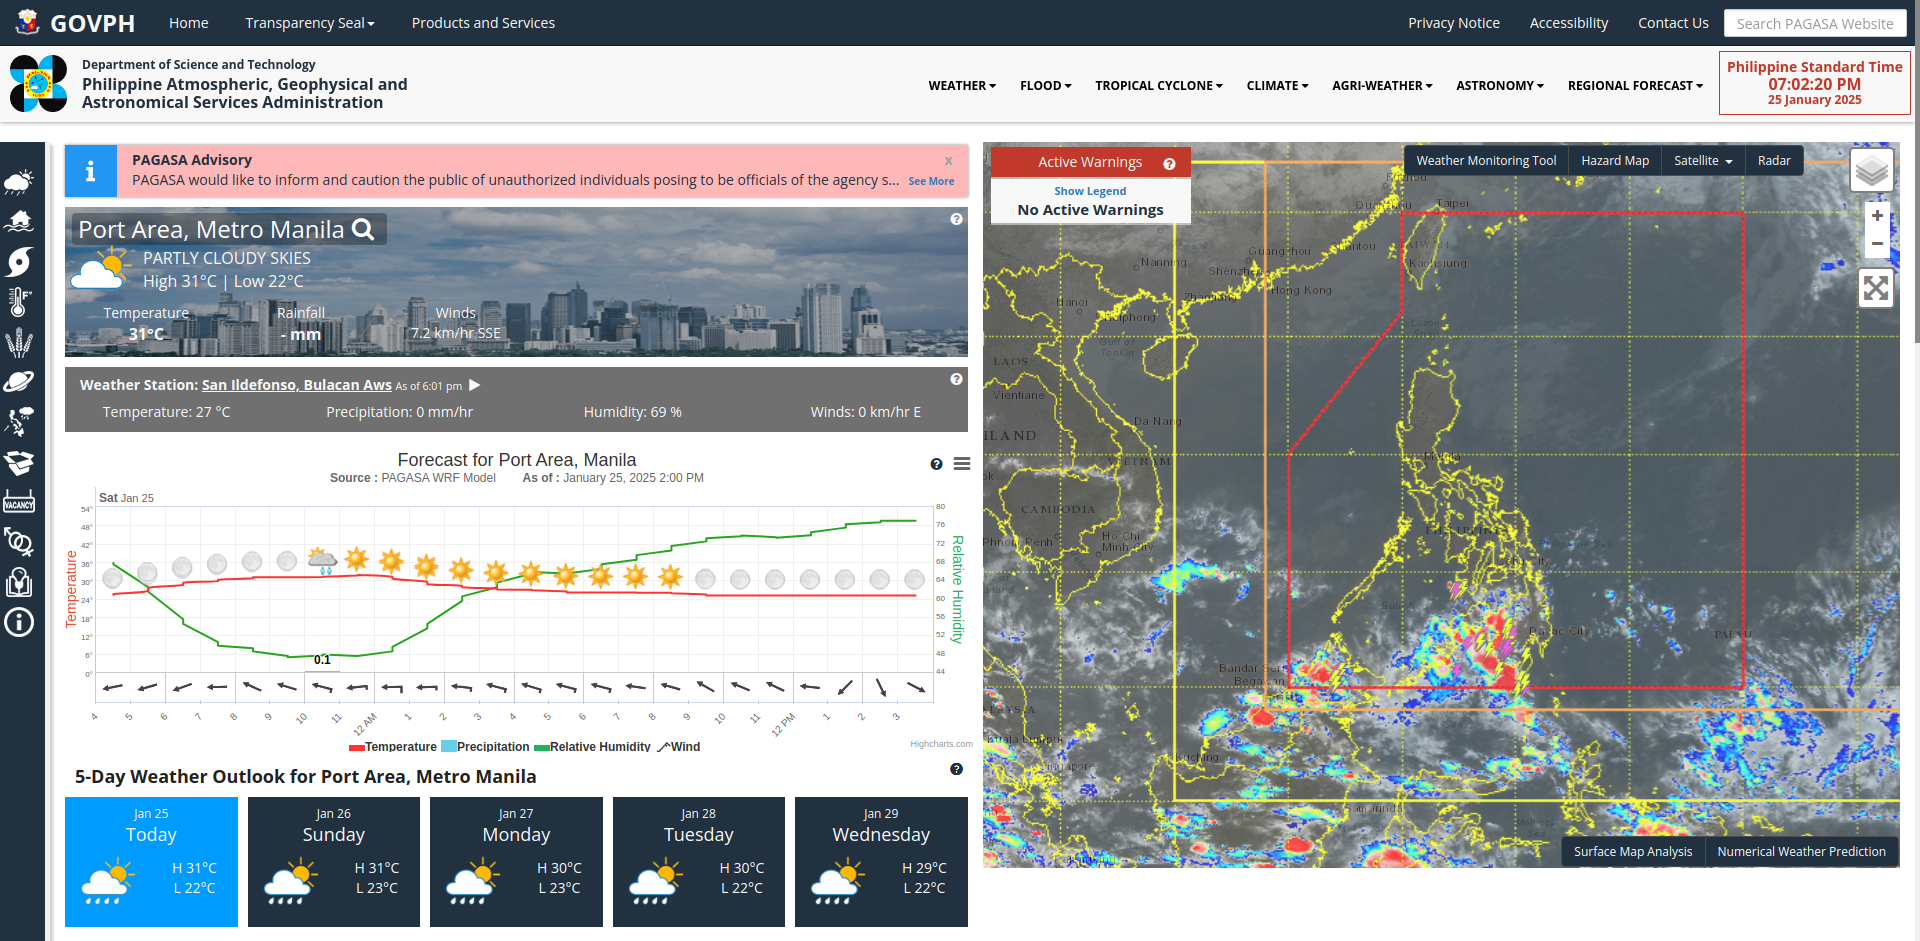 GOVPH
Home
Transparency Seal
Products and Services
Privacy Notice
Accessibility
Contact Us
Search PAGASA Website
Department of Science and Technology
Philippine Atmospheric, Geophysical and
Astronomical Services Administration
WEATHER
FLOOD
TROPICAL CYCLONE
CLIMATE
AGRI-WEATHER
ASTRONOMY
REGIONAL FORECAST
Philippine Standard Time
07:02:20 PM
25 January 2025
PAGASA Advisory
x
PAGASA would like to inform and caution the public of unauthorized individuals posing to be officials of the agency s... See More
Port Area, Metro Manila
PARTLY CLOUDY SKIES
High 31°C | Low 22°C
Temperature Rainfall Winds
31°C - mm 7.2 km/hr SSE
Weather Station: San Ildefonso, Bulacan Aws As of 6:01 pm
Temperature: 27 °C Precipitation: 0 mm/hr Humidity: 69 % Winds: 0 km/hr E
Forecast for Port Area, Manila
Source : PAGASA WRF Model As of : January 25, 2025 2:00 PM
Sat Jan 25
Temperature
54°
48°
42°
36°
30°
24°
18°
12°
6°
0°
80
76
72
68
64
60
56
52
48
44
Relative Humidity
0.1
4 5 6 7 8 9 10 11 12 AM 1 2 3 4 5 6 7 8 9 10 11 12 PM 1 2 3
Temperature Precipitation Relative Humidity Wind
Highcharts.com
5-Day Weather Outlook for Port Area, Metro Manila
Jan 25
Today
H 31°C
L 22°C
Jan 26
Sunday
H 31°C
L 23°C
Jan 27
Monday
H 30°C
L 23°C
Jan 28
Tuesday
H 30°C
L 22°C
Jan 29
Wednesday
H 29°C
L 22°C
VACANCY
°F
Active Warnings
Show Legend
No Active Warnings
Weather Monitoring Tool
Hazard Map
Satellite
Radar
+
−
Taipei
Guangzhou
Shantou
Nanning
Shenzhen
Kaohsiung
Hong Kong
Zhanjiang
Hanoi
Haiphong
Gulf of
Tonkin
LAOS
Vientiane
Da Nang
ILAND
VIETNAM
Manila
CAMBODIA
Phnom Penh
Ho Chi
Minh City
Davao City
PALAU
Bandar Seri
Begawan
Kuala Lumpur
Kuching
Singapore
Samarinda
Surface Map Analysis
Numerical Weather Prediction